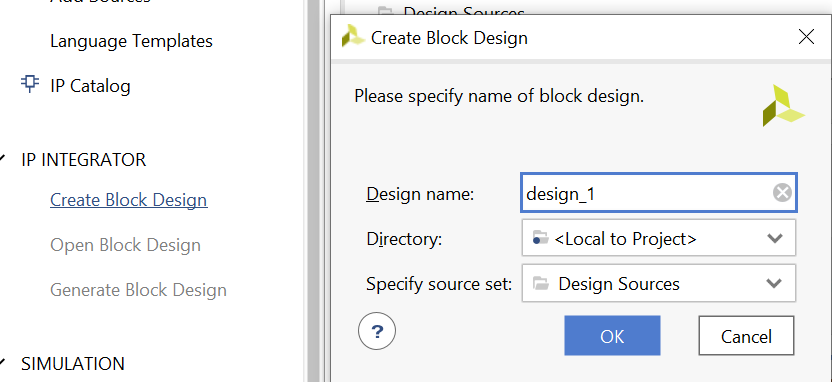 Add Sources
Language Templates
IP Catalog
IP INTEGRATOR
Create Block Design
Open Block Design
Generate Block Design
SIMULATION
Design Sources
Create Block Design
Please specify name of block design.
Design name: design_1
Directory: <Local to Project>
Specify source set: Design Sources
? OK Cancel